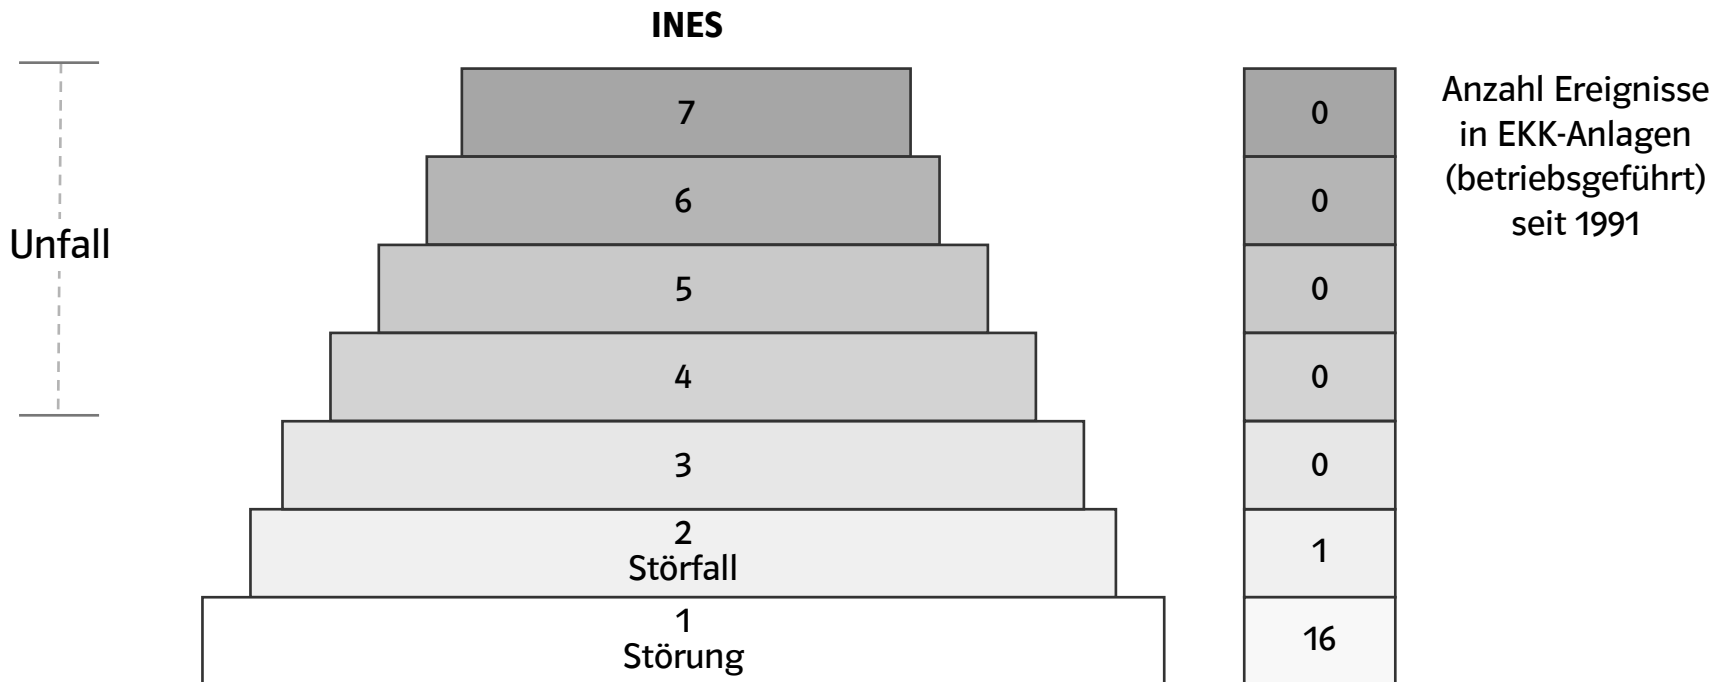 INES
Unfall
7
6
5
4
3
2
Störfall
1
Störung
0
0
0
0
0
1
16
Anzahl Ereignisse
in EKK-Anlagen
(betriebsgeführt)
seit 1991